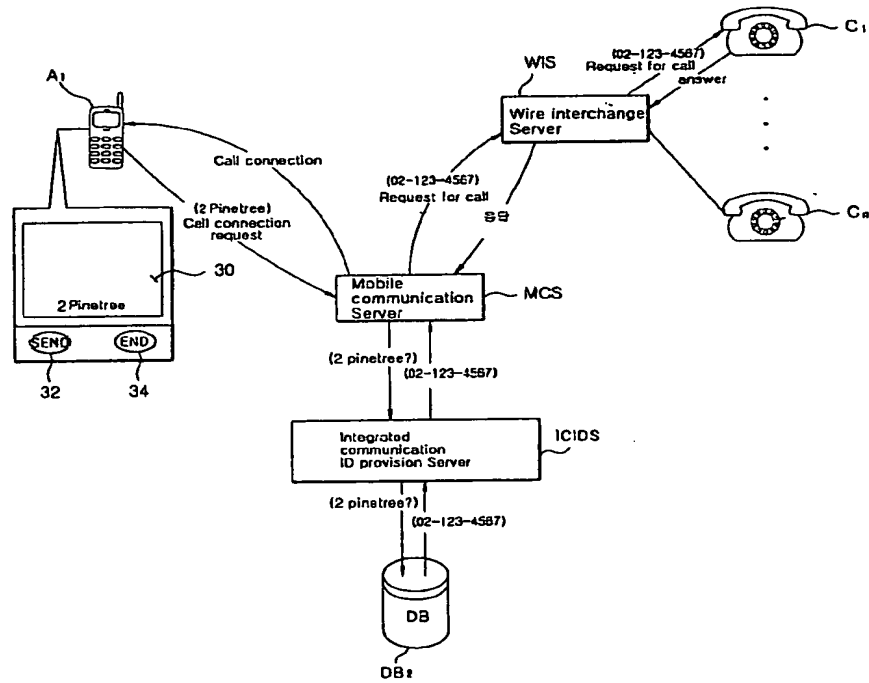 A1
C1
(02-123-4567)
Request for call
answer
WIS
Wire interchange
Server
Call connection
(02-123-4567)
Request for call
(2 Pinetree)
Call connection
request
Cn
30
2 Pinetree
SEND
END
32
34
Mobile
communication
Server
MCS
(2 pinetree?)
(02-123-4567)
Integrated
communication
ID provision Server
ICIDS
(2 pinetree?)
(02-123-4567)
DB
DB2